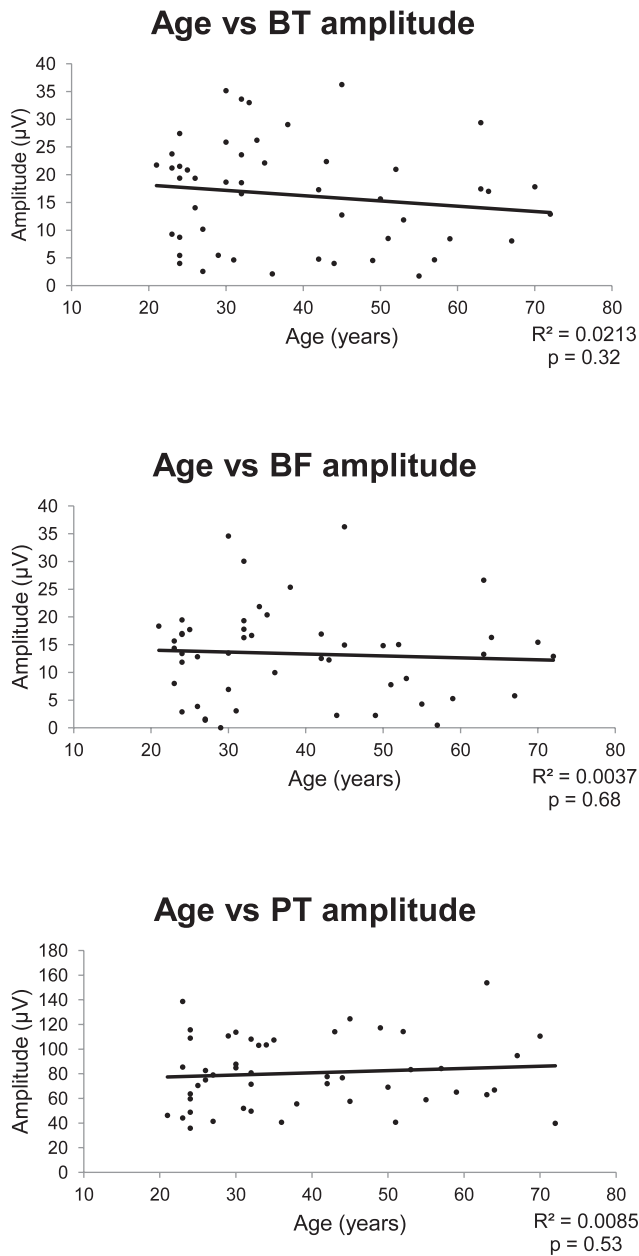 Age vs BT amplitude
Amplitude (µV)
40
35
30
25
20
15
10
5
0
10 20 30 40 50 60 70 80
Age (years)
R² = 0.0213
p = 0.32
Age vs BF amplitude
Amplitude (µV)
40
35
30
25
20
15
10
5
0
10 20 30 40 50 60 70 80
Age (years)
R² = 0.0037
p = 0.68
Age vs PT amplitude
Amplitude (µV)
180
160
140
120
100
80
60
40
20
0
10 20 30 40 50 60 70 80
Age (years)
R² = 0.0085
p = 0.53